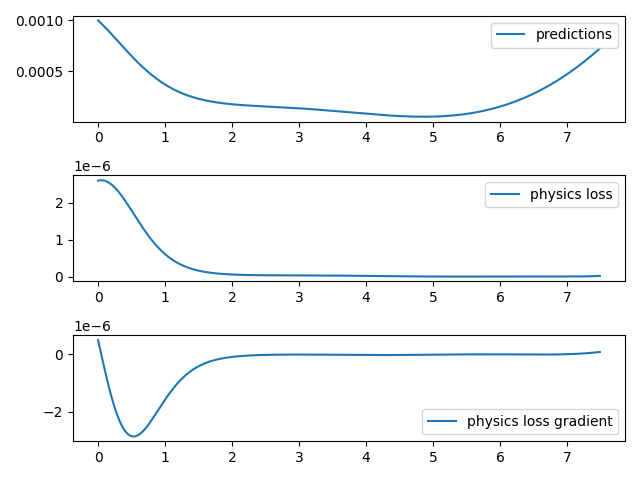 0.0010
0.0005
predictions
0 1 2 3 4 5 6 7
1e−6
2
1
0
physics loss
0 1 2 3 4 5 6 7
1e−6
0
−2
physics loss gradient
0 1 2 3 4 5 6 7